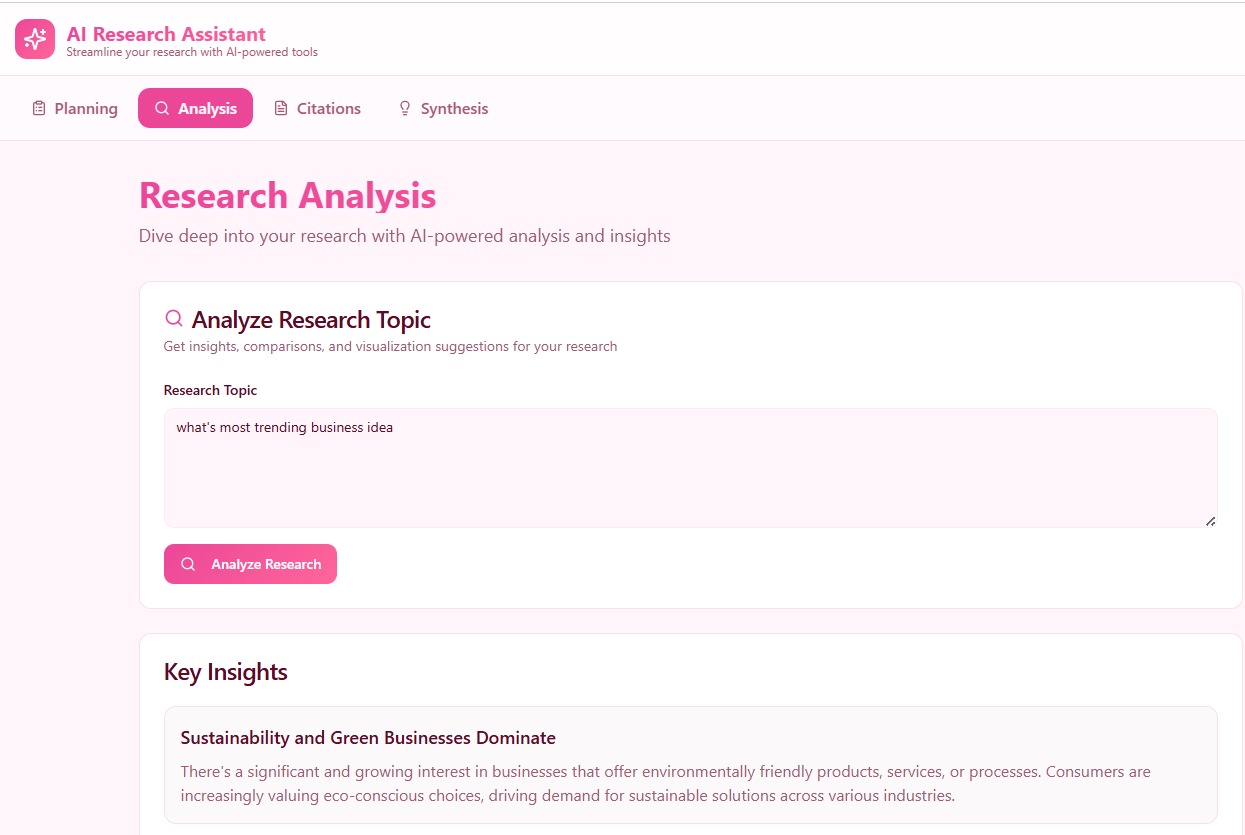 AI Research Assistant
Streamline your research with AI-powered tools
Planning
Analysis
Citations
Synthesis
Research Analysis
Dive deep into your research with AI-powered analysis and insights
Analyze Research Topic
Get insights, comparisons, and visualization suggestions for your research
Research Topic
what's most trending business idea
Analyze Research
Key Insights
Sustainability and Green Businesses Dominate
There's a significant and growing interest in businesses that offer environmentally friendly products, services, or processes. Consumers are
increasingly valuing eco-conscious choices, driving demand for sustainable solutions across various industries.